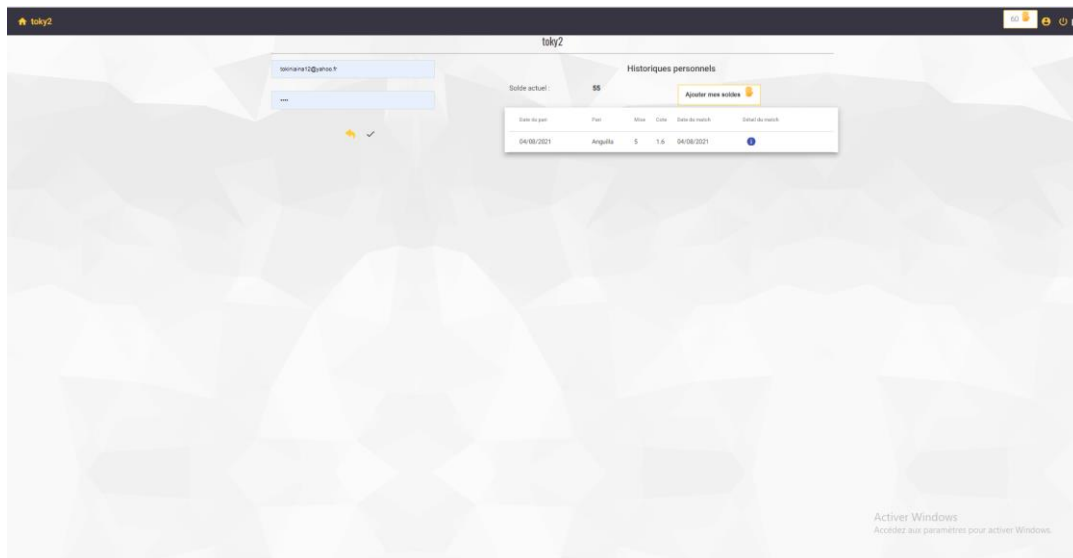 toky2
60
toky2
tokiniaina12@yahoo.fr
••••
Historiques personnels
Solde actuel : 55
Ajouter mes soldes
Date du pari Pari Mise Cote Date du match Détail du match
04/08/2021 Anguilla 5 1.6 04/08/2021
Activer Windows
Accédez aux paramètres pour activer Windows.